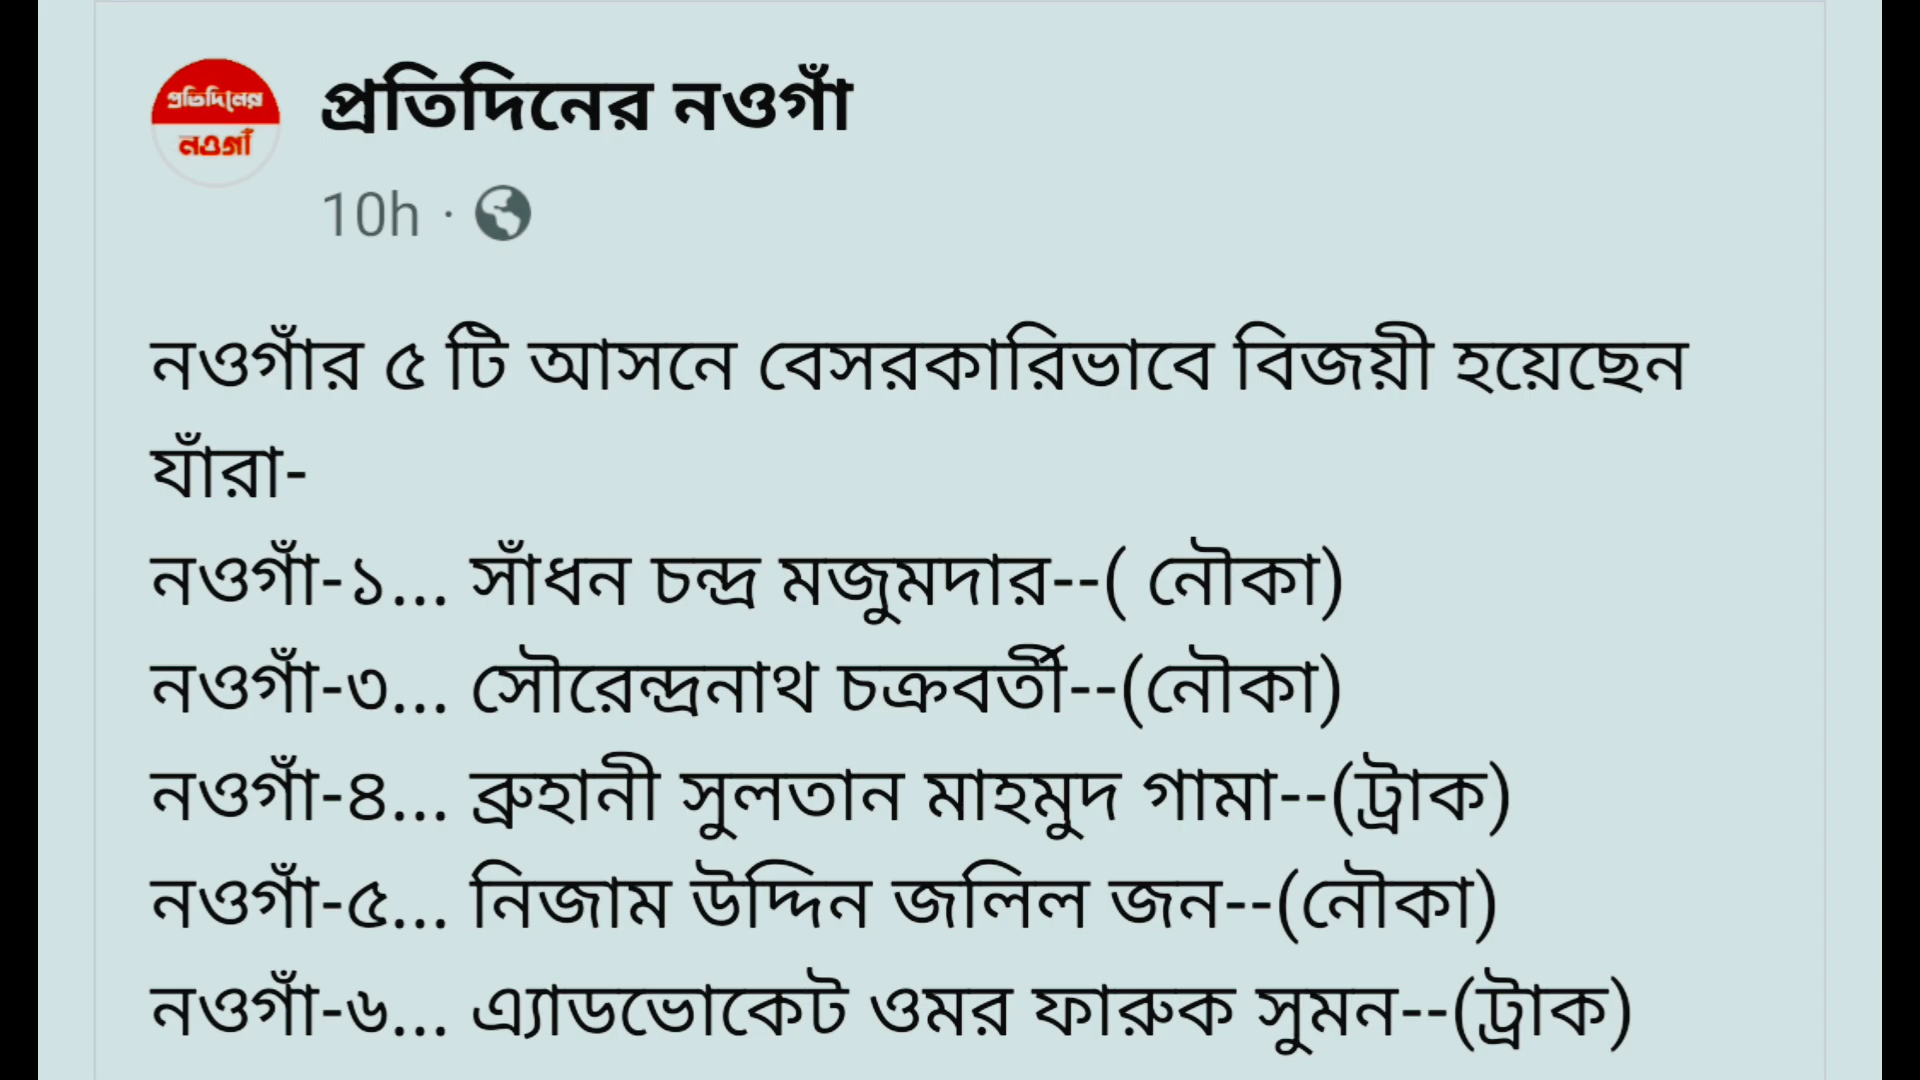 প্রতিদিনের
নওগাঁ
প্রতিদিনের নওগাঁ
10h ·
নওগাঁর ৫ টি আসনে বেসরকারিভাবে বিজয়ী হয়েছেন
যাঁরা-
নওগাঁ-১... সাঁধন চন্দ্র মজুমদার--( নৌকা)
নওগাঁ-৩... সৌরেন্দ্রনাথ চক্রবর্তী--(নৌকা)
নওগাঁ-৪... ব্রুহানী সুলতান মাহমুদ গামা--(ট্রাক)
নওগাঁ-৫... নিজাম উদ্দিন জলিল জন--(নৌকা)
নওগাঁ-৬... এ্যাডভোকেট ওমর ফারুক সুমন--(ট্রাক)